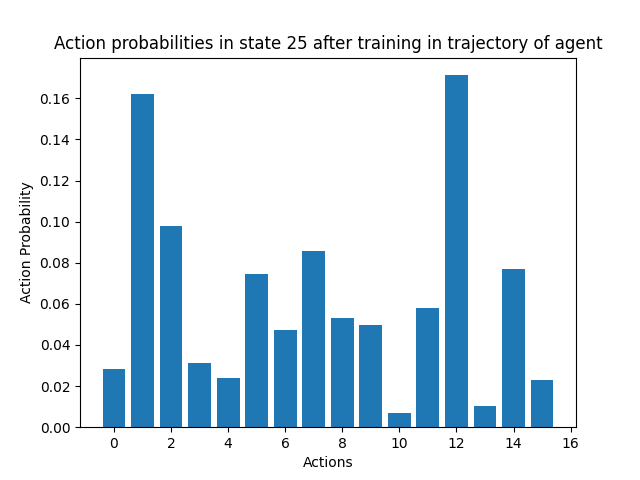 Action probabilities in state 25 after training in trajectory of agent
0.16
0.14
0.12
0.10
0.08
0.06
0.04
0.02
0.00
Action Probability
0 2 4 6 8 10 12 14 16
Actions